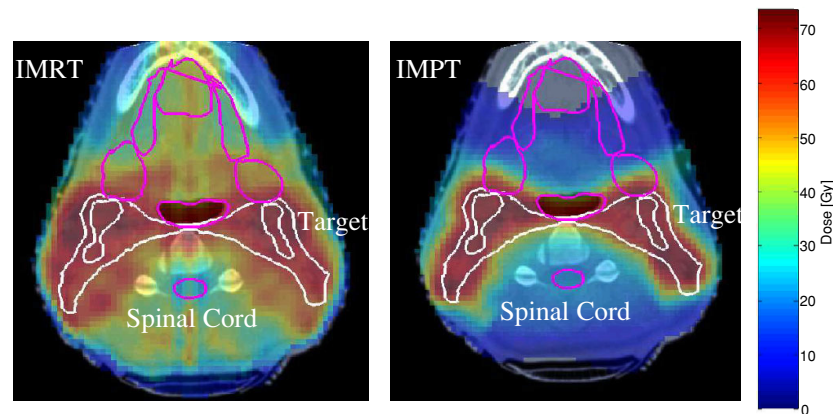 IMRT
Target
Spinal Cord
IMPT
Target
Spinal Cord
70
60
50
40
30
20
10
0
Dose [Gy]